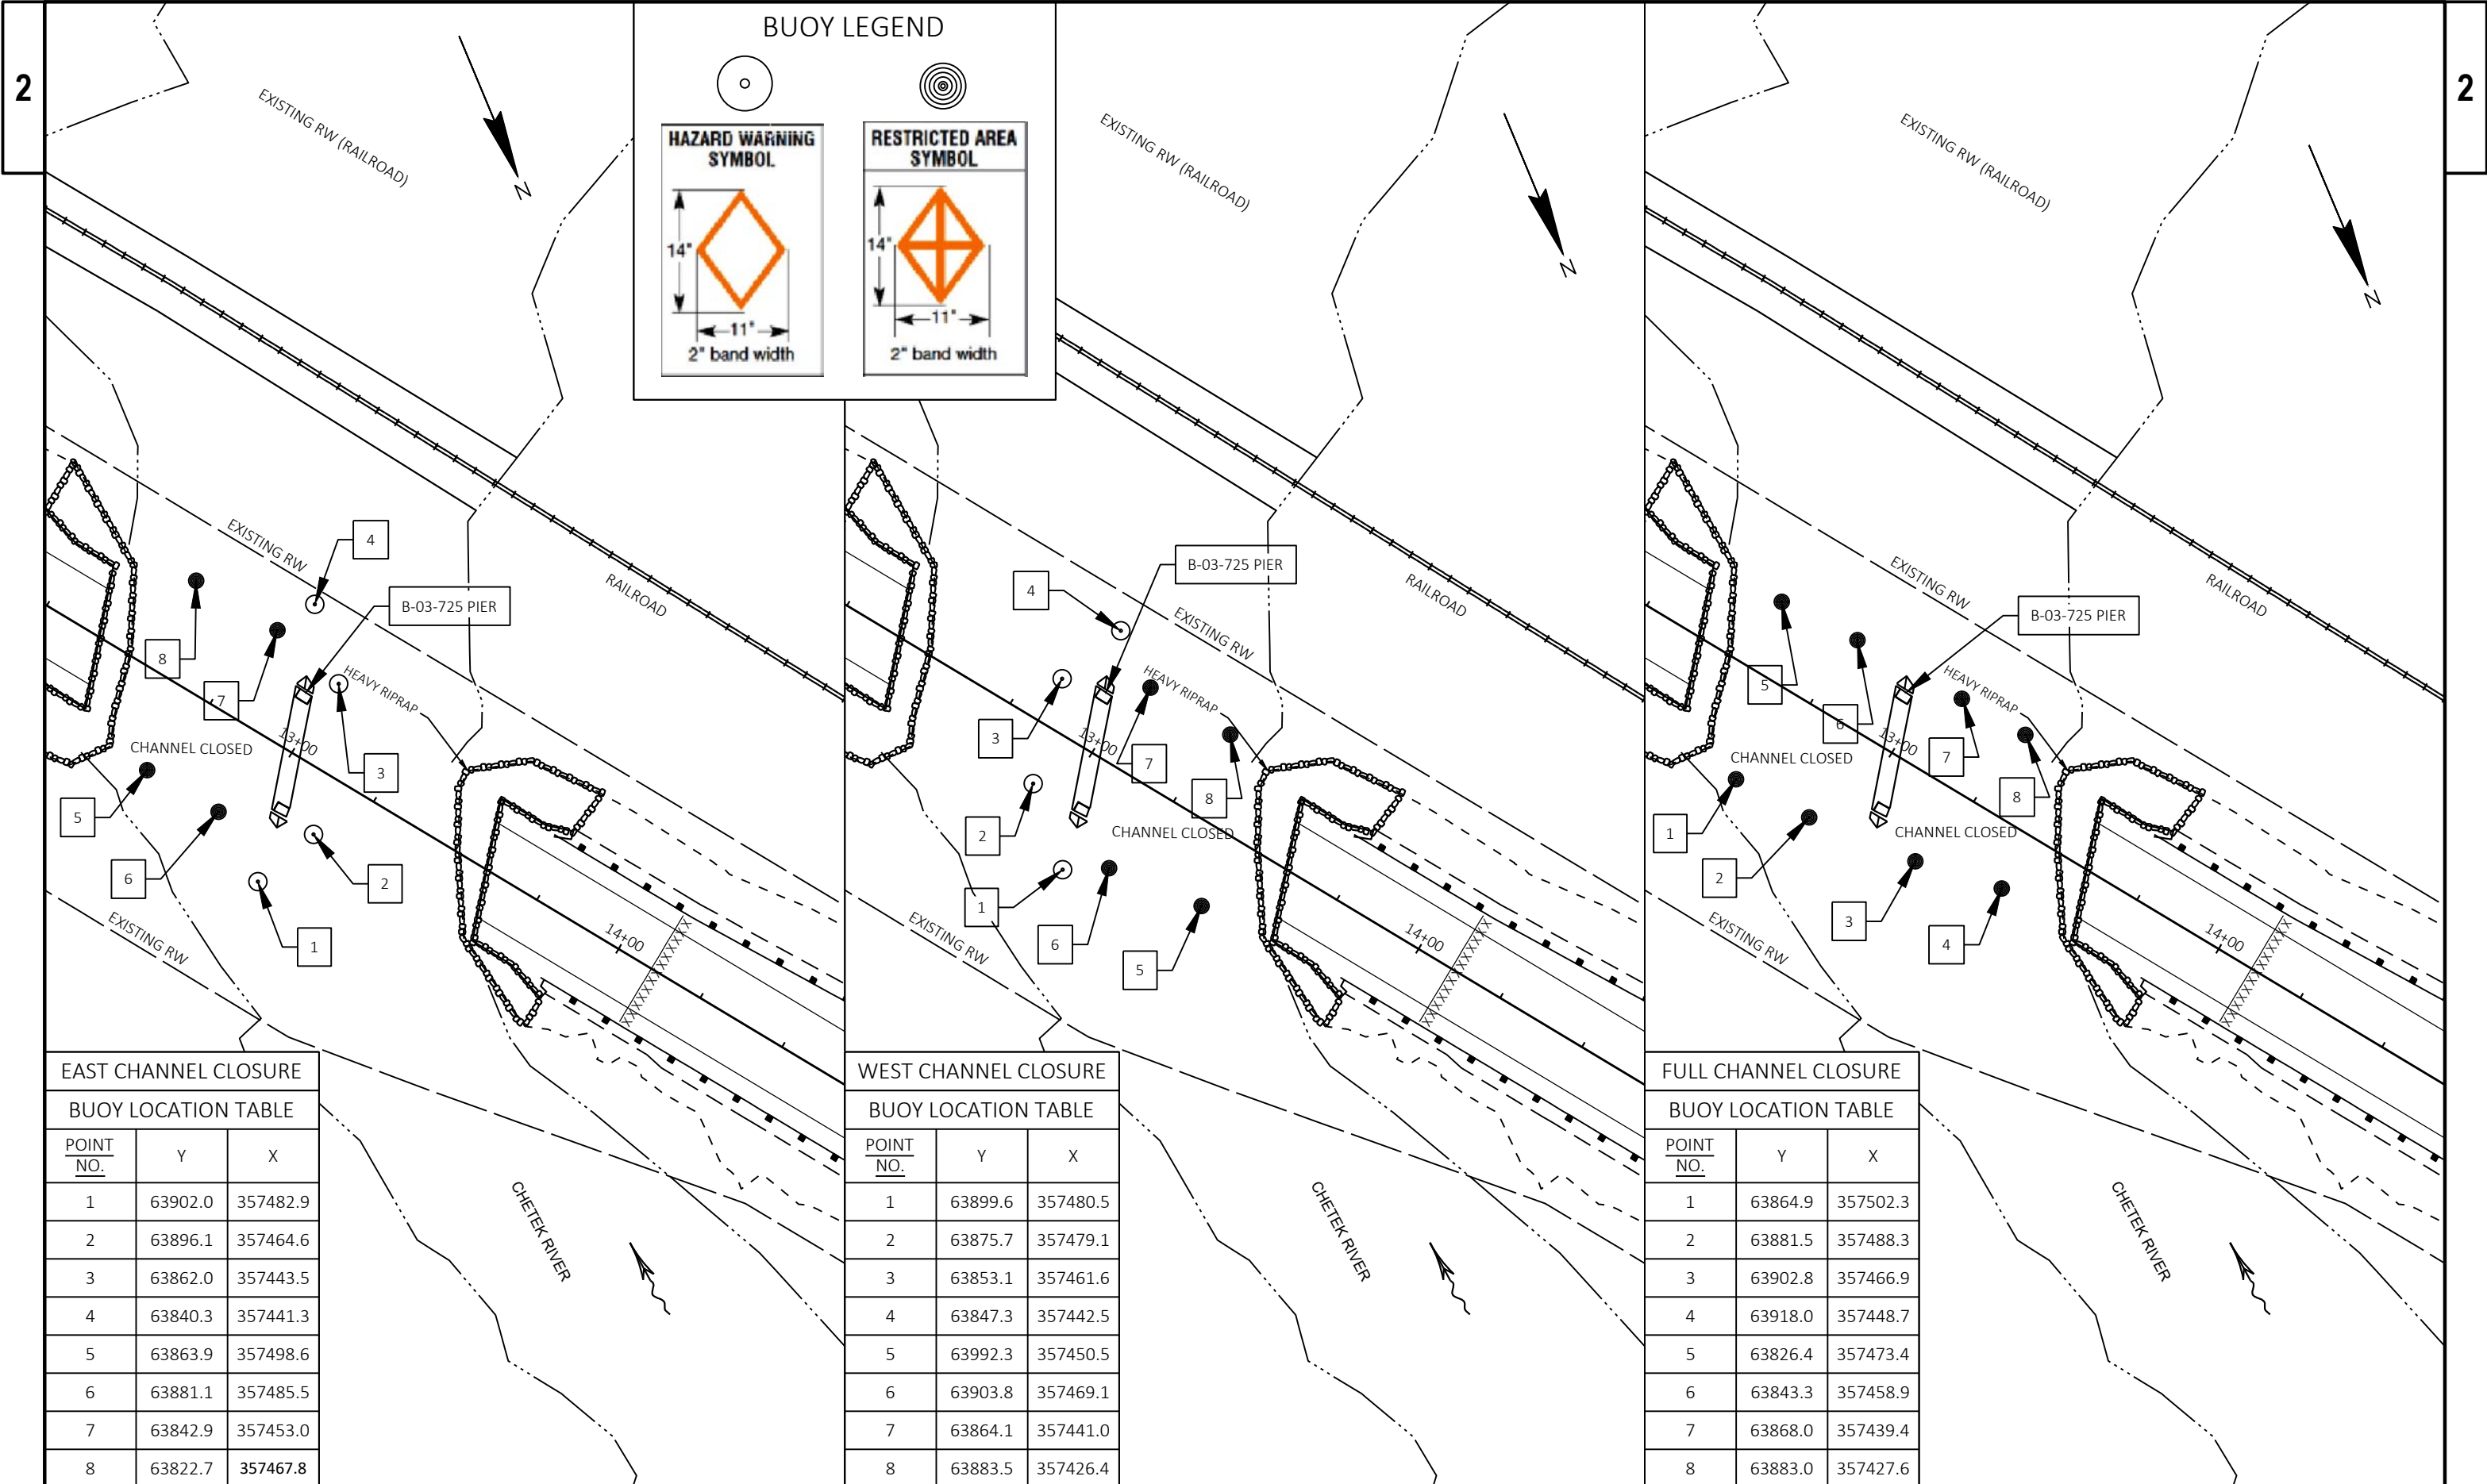 2
2
BUOY LEGEND
HAZARD WARNING
SYMBOL
14"
11"
2" band width
RESTRICTED AREA
SYMBOL
14"
11"
2" band width
EXISTING RW (RAILROAD)
N
EXISTING RW
4
B-03-725 PIER
RAILROAD
8
7
HEAVY RIPRAP
13+00
CHANNEL CLOSED
3
5
6
2
1
EXISTING RW
14+00
XXXXXXXXXXXX
CHETEK RIVER
EAST CHANNEL CLOSURE
BUOY LOCATION TABLE
POINT NO. Y X
1 63902.0 357482.9
2 63896.1 357464.6
3 63862.0 357443.5
4 63840.3 357441.3
5 63863.9 357498.6
6 63881.1 357485.5
7 63842.9 357453.0
8 63822.7 357467.8
EXISTING RW (RAILROAD)
N
B-03-725 PIER
4
RAILROAD
EXISTING RW
HEAVY RIPRAP
3
13+00
7
8
2
CHANNEL CLOSED
1
6
5
EXISTING RW
14+00
XXXXXXXXXXXX
CHETEK RIVER
WEST CHANNEL CLOSURE
BUOY LOCATION TABLE
POINT NO. Y X
1 63899.6 357480.5
2 63875.7 357479.1
3 63853.1 357461.6
4 63847.3 357442.5
5 63992.3 357450.5
6 63903.8 357469.1
7 63864.1 357441.0
8 63883.5 357426.4
EXISTING RW (RAILROAD)
N
EXISTING RW
B-03-725 PIER
RAILROAD
5
6
HEAVY RIPRAP
13+00
CHANNEL CLOSED
7
8
1
CHANNEL CLOSED
2
3
4
EXISTING RW
14+00
XXXXXXXXXXXX
CHETEK RIVER
FULL CHANNEL CLOSURE
BUOY LOCATION TABLE
POINT NO. Y X
1 63864.9 357502.3
2 63881.5 357488.3
3 63902.8 357466.9
4 63918.0 357448.7
5 63826.4 357473.4
6 63843.3 357458.9
7 63868.0 357439.4
8 63883.0 357427.6